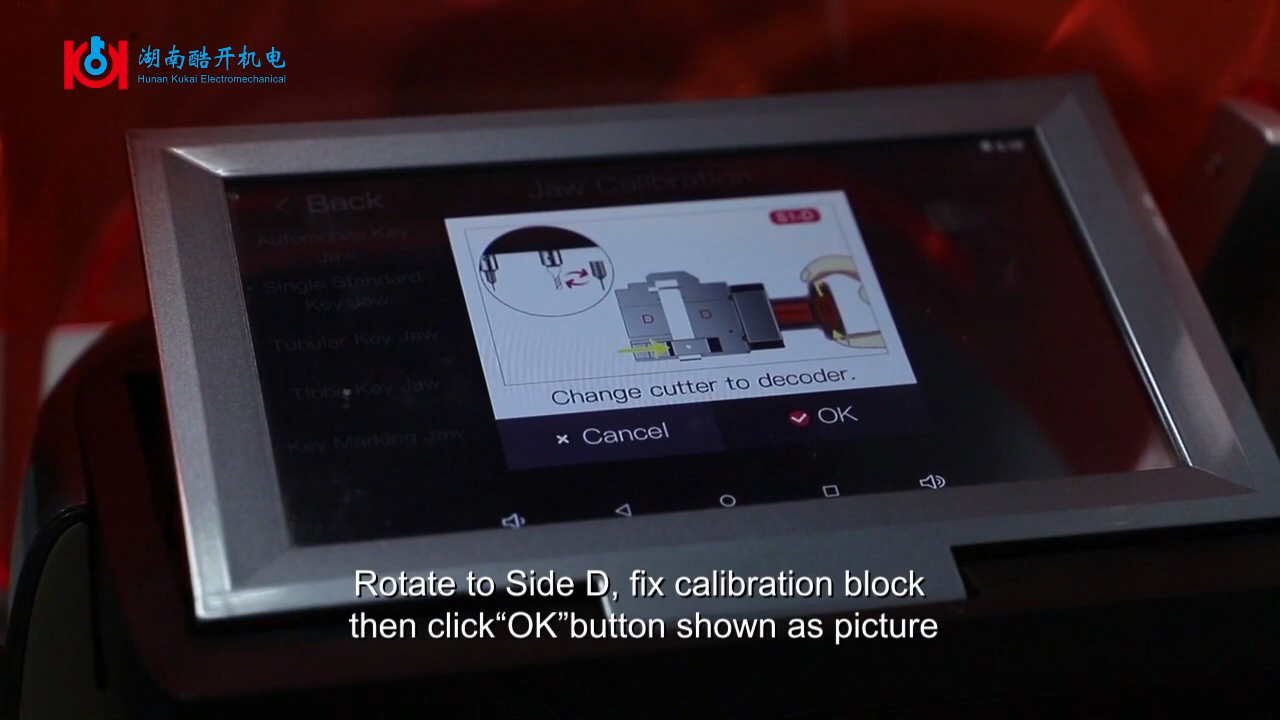 湖南酷开机电
Hunan Kukai Electromechanical
Back
Jaw Calibration
Automobile Key
Jaw
Single Standard
Key Jaw
Tubular Key Jaw
Key Jaw
Key Marking Jaw
S1-D
D
D
Change cutter to decoder.
Cancel
OK
Rotate to Side D, fix calibration block
then click“OK”button shown as picture